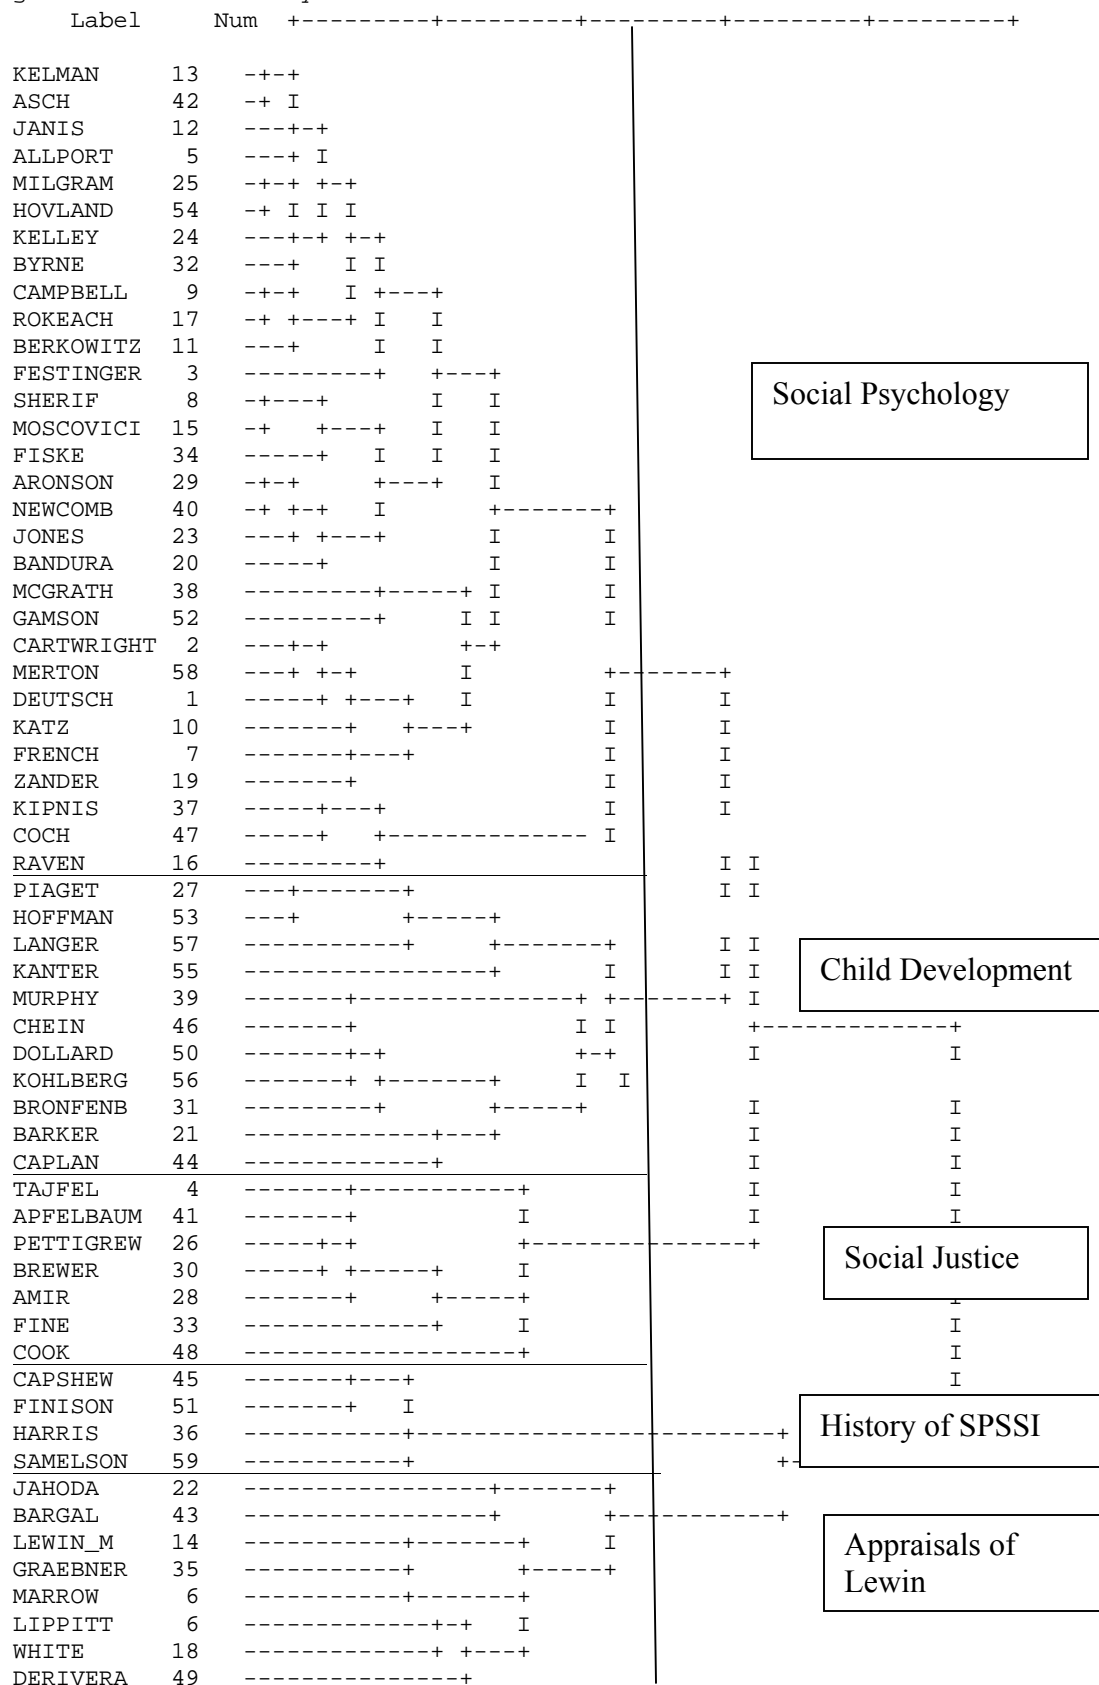 Label      Num  +---------+---------+---------+---------+---------+
KELMAN     13   -+-+
ASCH       42   -+ I
JANIS      12   ---+-+
ALLPORT     5   ---+ I
MILGRAM    25   -+-+ +-+
HOVLAND    54   -+ I I I
KELLEY     24   ---+-+ +-+
BYRNE      32   ---+   I I
CAMPBELL    9   -+-+   I +----+
ROKEACH    17   -+ +---+ I    I
BERKOWITZ  11   ---+     I    I
FESTINGER   3   ---------+    +---+
SHERIF      8   -+---+        I   I
Social Psychology
MOSCOVICI  15   -+   +---+    I   I
FISKE      34   -----+   I    I   I
ARONSON    29   -+-+     +----+   I
NEWCOMB    40   -+ +-+   I        +-------+
JONES      23   ---+ +---+        I       I
BANDURA    20   -----+            I       I
MCGRATH    38   ---------+-----+  I       I
GAMSON     52   ---------+     I  I       I
CARTWRIGHT  2   ---+-+         +-+
MERTON     58   ---+ +-+       I          +-------+
DEUTSCH     1   -----+ +---+   I          I       I
KATZ       10   -------+   +---+          I       I
FRENCH      7   -------+---+              I       I
ZANDER     19   -------+                  I       I
KIPNIS     37   -----+---+                I       I
COCH       47   -----+   +-------------- I
RAVEN      16   ---------+                        I I
PIAGET     27   ---+-------+                      I I
HOFFMAN    53   ---+       +-----+
LANGER     57   -----------+     +-------+        I I
Child Development
KANTER     55   -----------------+       I        I I
MURPHY     39   -------+---------------+ +-------+ I
CHEIN      46   -------+               I I         +-------------+
DOLLARD    50   -------+-+             +-+         I             I
KOHLBERG   56   -------+ +-------+     I  I
BRONFENB   31   ---------+       +-----+           I             I
BARKER     21   -------------+---+                 I             I
CAPLAN     44   -------------+                     I             I
TAJFEL      4   -------+-----------+               I             I
APFELBAUM  41   -------+           I               I             I
PETTIGREW  26   -----+-+           +---------------+
Social Justice
BREWER     30   -----+ +-----+     I
AMIR       28   -------+     +-----+                             I
FINE       33   -------------+     I                             I
COOK       48   -------------------+                             I
CAPSHEW    45   -------+---+                                     I
FINISON    51   -------+   I
HARRIS     36   -----------+-------------------------+
History of SPSSI
SAMELSON   59   -----------+                         +-
JAHODA     22   -----------------+-------+
BARGAL     43   -----------------+       +-----------+
LEWIN_M    14   -----------+-------+     I
Appraisals of
Lewin
GRAEBNER   35   -----------+       +-----+
MARROW      6   -----------+-------+
LIPPITT     6   -------------+-+   I
WHITE      18   -------------+ +---+
DERIVERA   49   ---------------+